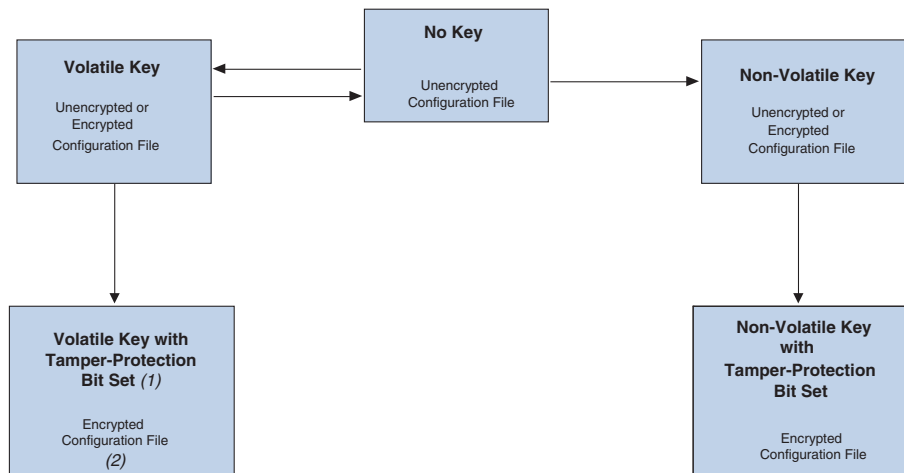 No Key
Unencrypted
Configuration File
Volatile Key
Unencrypted or
Encrypted
Configuration File
Non-Volatile Key
Unencrypted or
Encrypted
Configuration File
Volatile Key with
Tamper-Protection
Bit Set (1)
Encrypted
Configuration File
(2)
Non-Volatile Key
with
Tamper-Protection
Bit Set
Encrypted
Configuration File